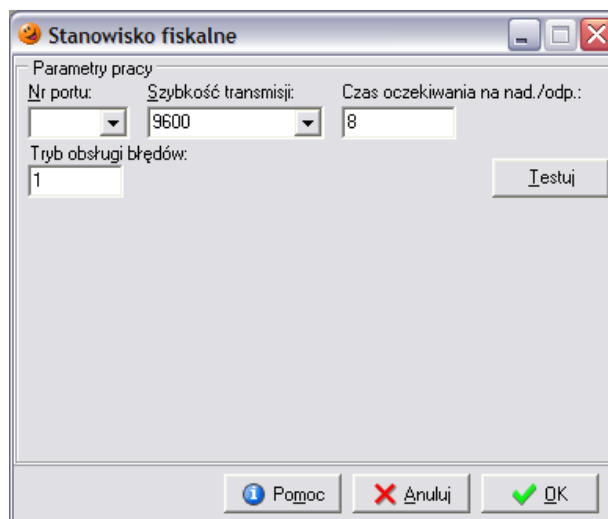 Stanowisko fiskalne
Parametry pracy
Nr portu: Szybkość transmisji: Czas oczekiwania na nad./odp.:
9600 8
Tryb obsługi błędów:
1 Testuj
Pomoc Anuluj OK